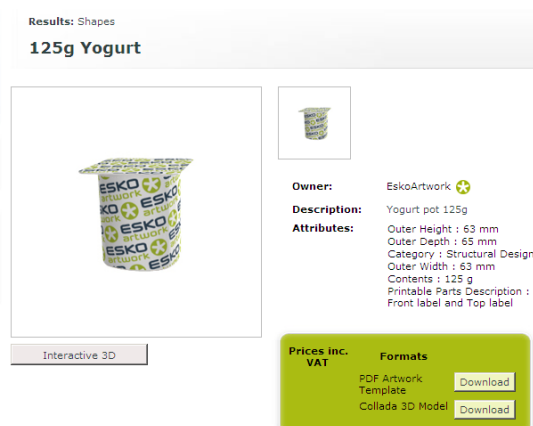 Results: Shapes
125g Yogurt
ESKO
artwork
ESKO
artwork
ESKO
artwork
ESKO
Interactive 3D
Owner: EskoArtwork
Description: Yogurt pot 125g
Attributes: Outer Height : 63 mm
Outer Depth : 65 mm
Category : Structural Design
Outer Width : 63 mm
Contents : 125 g
Printable Parts Description :
Front label and Top label
Prices inc. VAT
Formats
PDF Artwork Template
Download
Collada 3D Model
Download